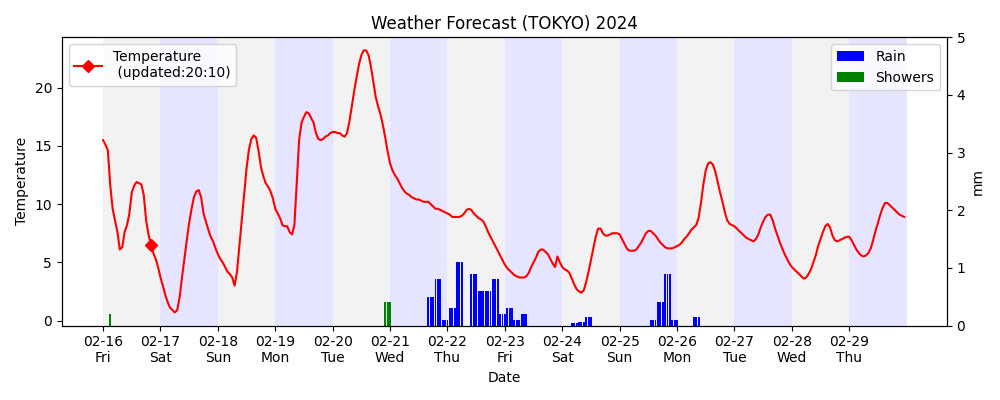 Weather Forecast (TOKYO) 2024
Temperature
(updated:20:10)
Rain
Showers
Temperature
20
15
10
5
0
5
4
3
2
1
0
mm
02-16 02-17 02-18 02-19 02-20 02-21 02-22 02-23 02-24 02-25 02-26 02-27 02-28 02-29
Fri Sat Sun Mon Tue Wed Thu Fri Sat Sun Mon Tue Wed Thu
Date